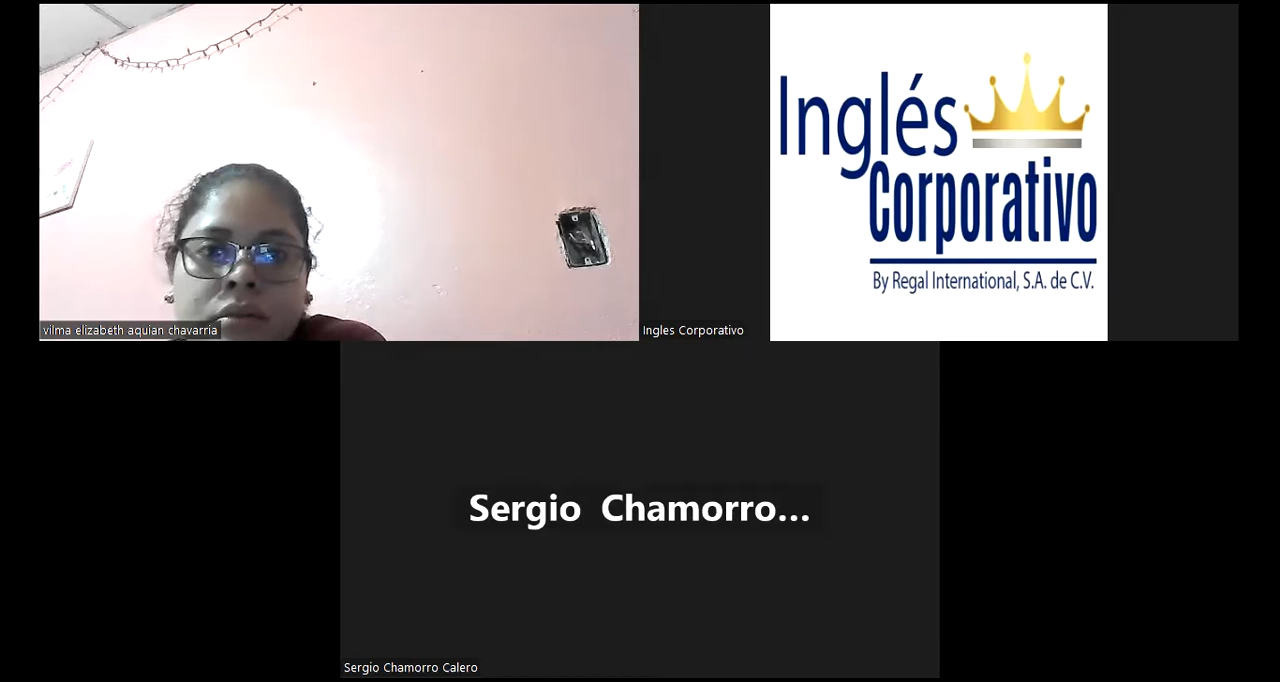 vilma elizabeth aquian chavarria
Inglés
Corporativo
By Regal International, S.A. de C.V.
Ingles Corporativo
Sergio Chamorro...
Sergio Chamorro Calero